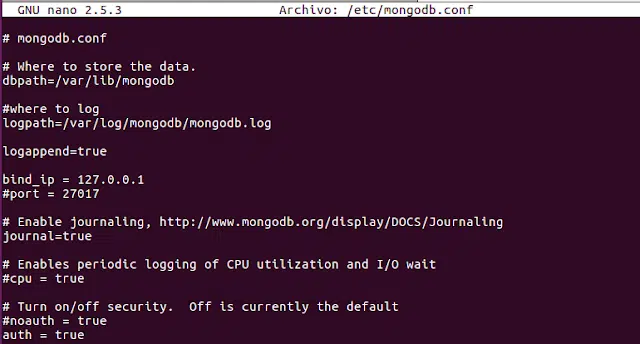 GNU nano 2.5.3 Archivo: /etc/mongodb.conf
# mongodb.conf
# Where to store the data.
dbpath=/var/lib/mongodb
#where to log
logpath=/var/log/mongodb/mongodb.log
logappend=true
bind_ip = 127.0.0.1
#port = 27017
# Enable journaling, http://www.mongodb.org/display/DOCS/Journaling
journal=true
# Enables periodic logging of CPU utilization and I/O wait
#cpu = true
# Turn on/off security.  Off is currently the default
#noauth = true
auth = true